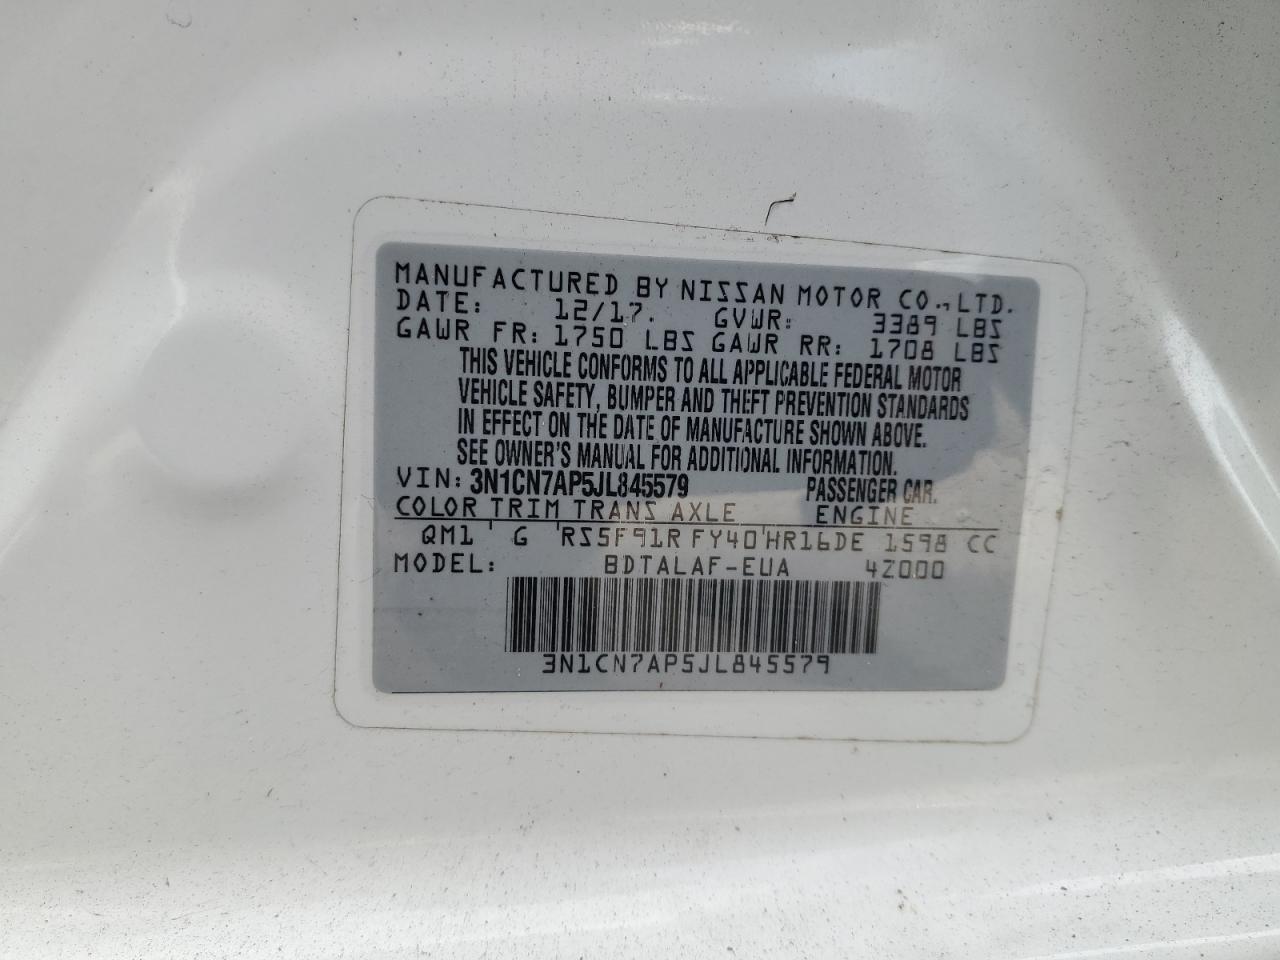 MANUFACTURED BY NISSAN MOTOR CO.,LTD.
DATE: 12/17. GVWR: 3389 LBS
GAWR FR: 1750 LBS GAWR RR: 1708 LBS
THIS VEHICLE CONFORMS TO ALL APPLICABLE FEDERAL MOTOR
VEHICLE SAFETY, BUMPER AND THEFT PREVENTION STANDARDS
IN EFFECT ON THE DATE OF MANUFACTURE SHOWN ABOVE.
SEE OWNER'S MANUAL FOR ADDITIONAL INFORMATION.
VIN: 3N1CN7AP5JL845579 PASSENGER CAR.
COLOR TRIM TRANS AXLE ENGINE
QM1 ' G ' RS5F91R FY40 ' HR16DE 1598 CC
MODEL: BDTALAF-EUA 4Z000
3N1CN7AP5JL845579